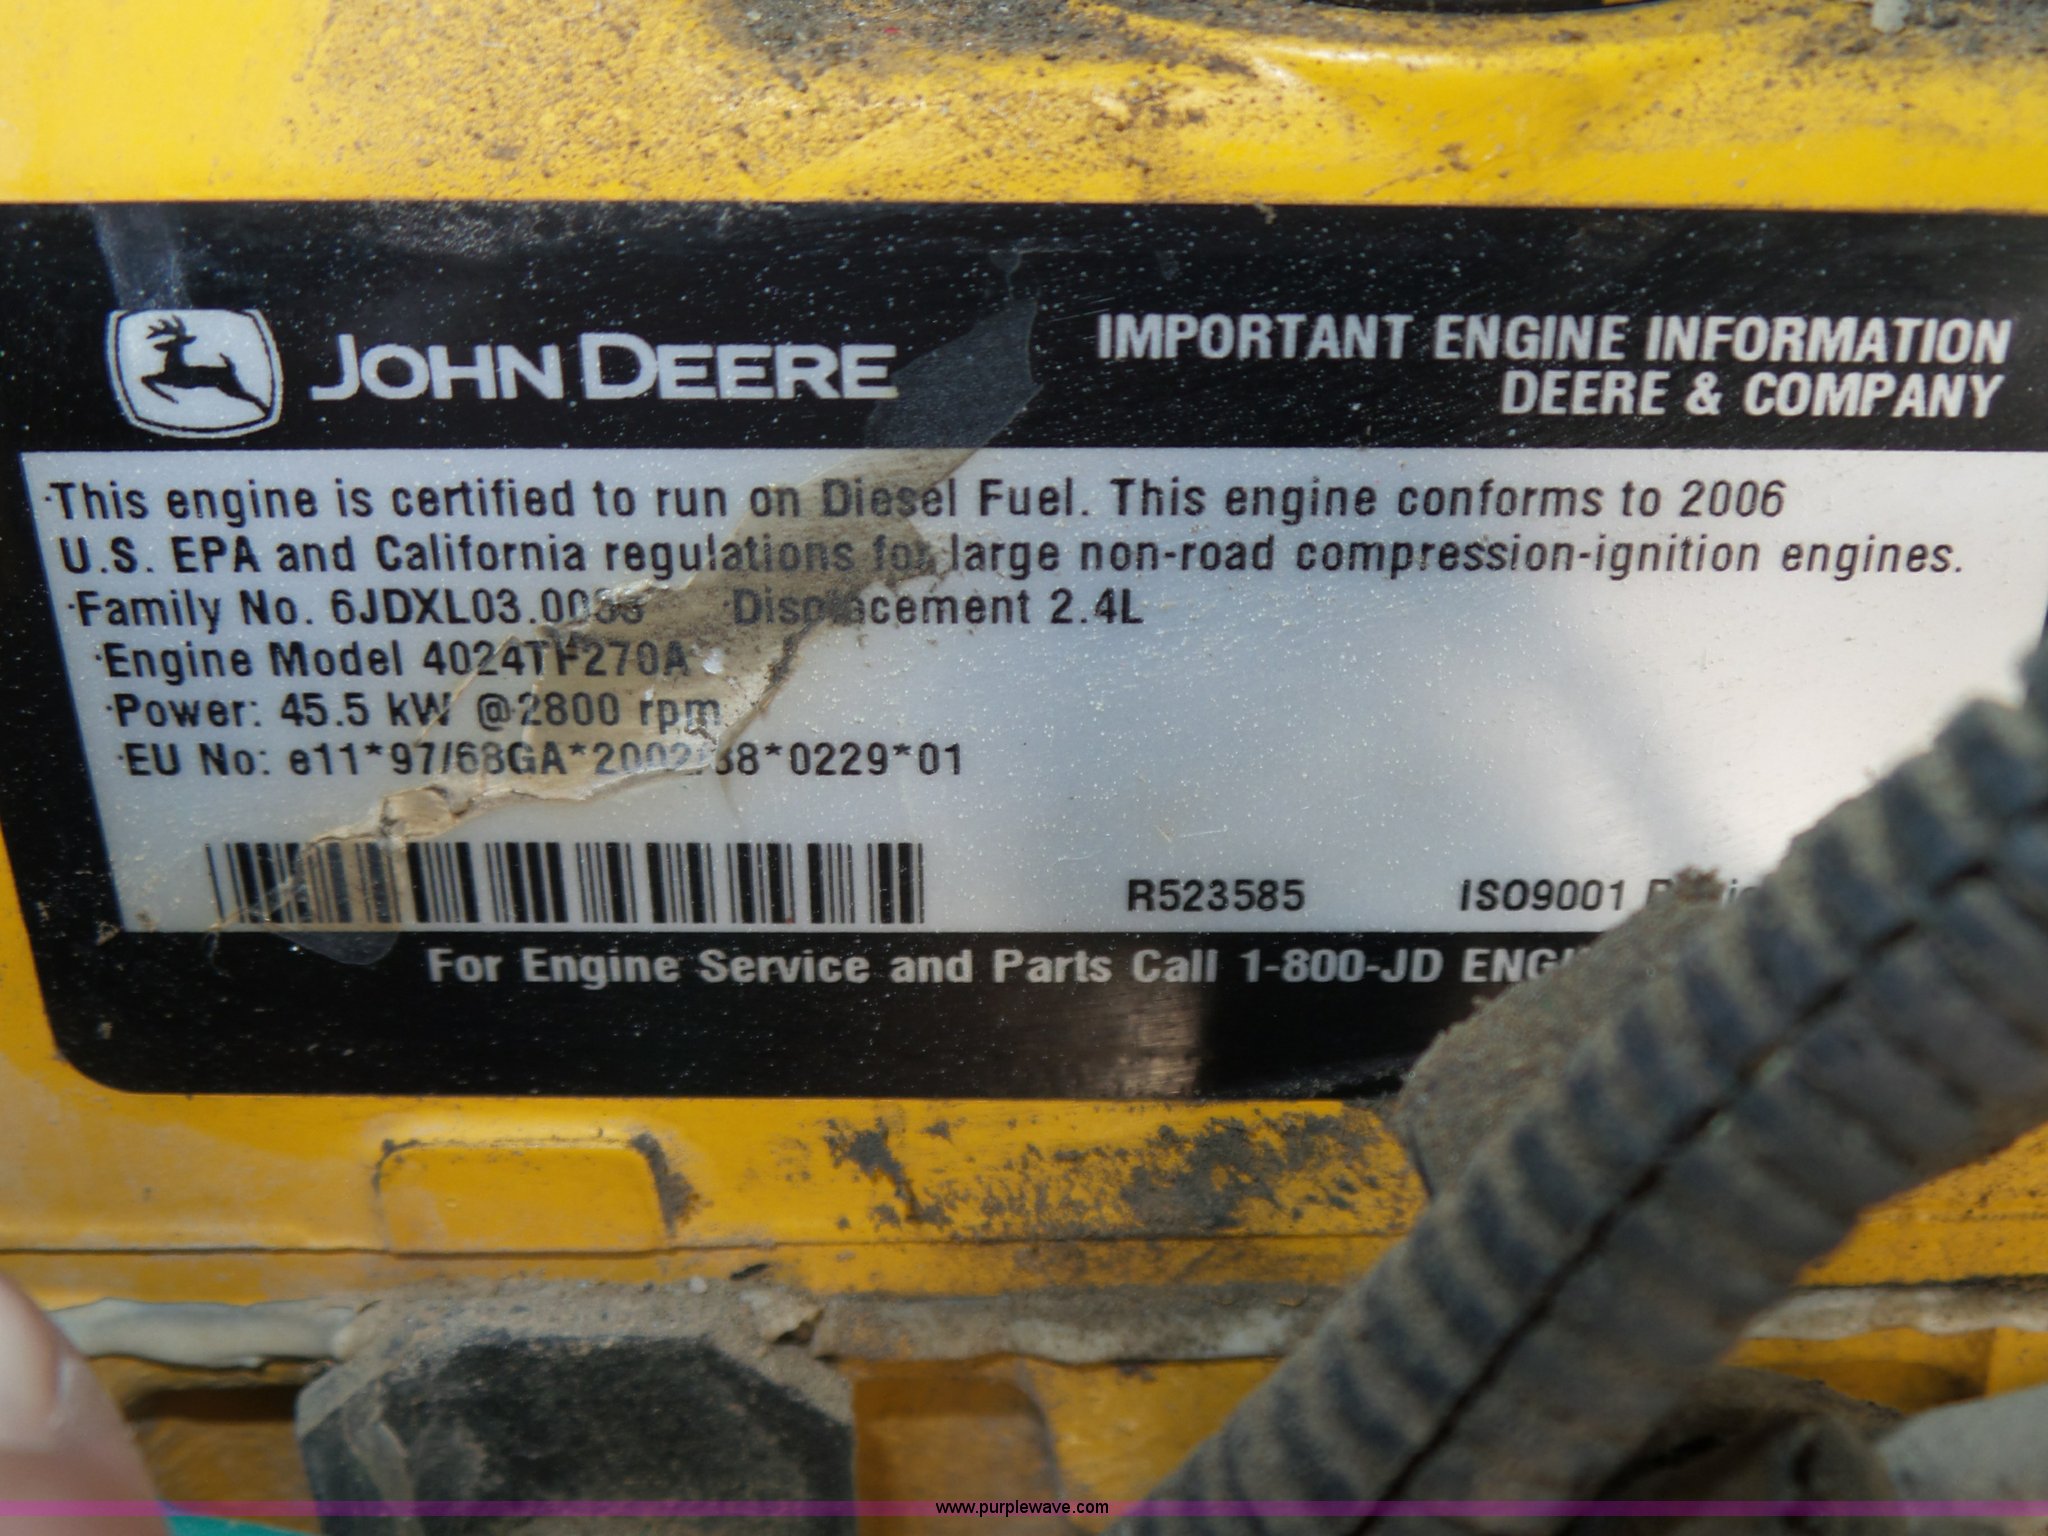 JOHN DEERE
IMPORTANT ENGINE INFORMATION
DEERE & COMPANY
·This engine is certified to run on Diesel Fuel. This engine conforms to 2006
U.S. EPA and California regulations for large non-road compression-ignition engines.
·Family No. ·Displacement 2.4L
·Engine Model 4024TF270A
·Power: 45.5 kW @ 2800 rpm
·EU No:
R523585 ISO9001
For Engine Service and Parts Call 1-800-JD
www.purplewave.com